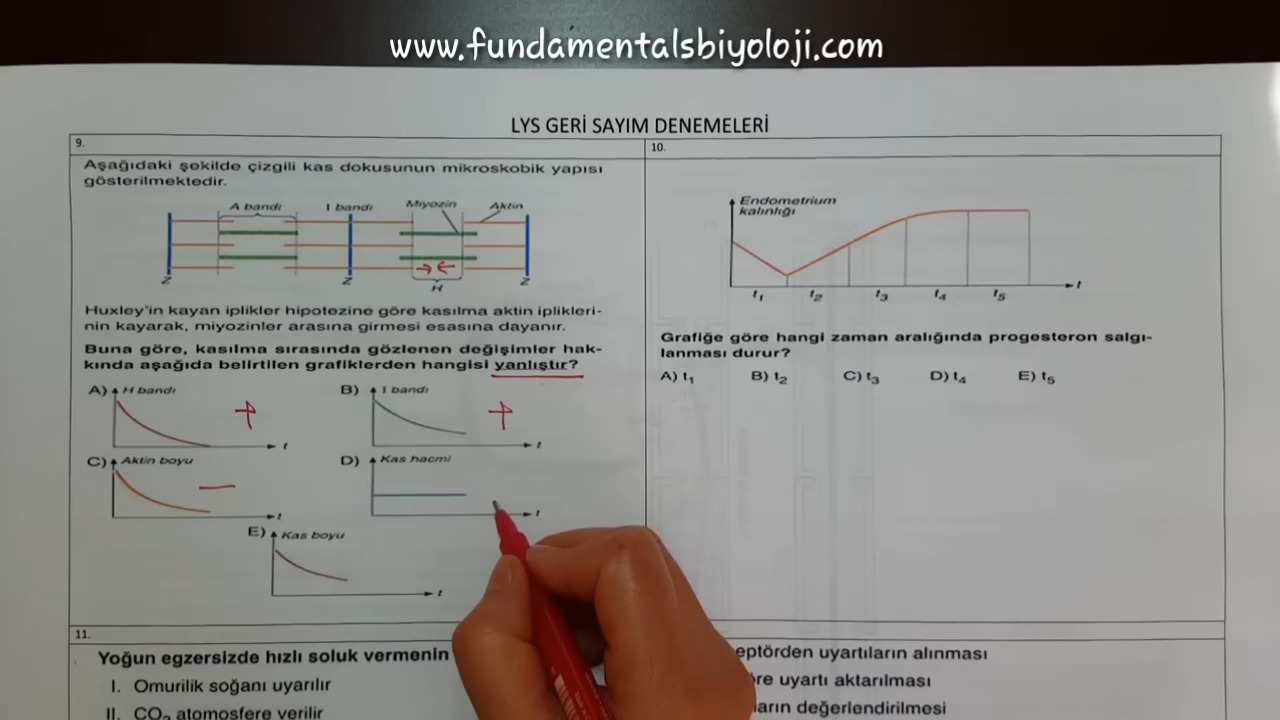 www.fundamentalsbiyoloji.com
LYS GERİ SAYIM DENEMELERİ
9.
Aşağıdaki şekilde çizgili kas dokusunun mikroskobik yapısı
gösterilmektedir.
A bandı
I bandı
Miyozin
Aktin
Z
Z
Z
H
Huxley'in kayan iplikler hipotezine göre kasılma aktin iplikleri-
nin kayarak, miyozinler arasına girmesi esasına dayanır.
Buna göre, kasılma sırasında gözlenen değişimler hak-
kında aşağıda belirtilen grafiklerden hangisi yanlıştır?
A) H bandı
t
+
B) I bandı
t
+
C) Aktin boyu
t
D) Kas hacmi
t
E) Kas boyu
t
10.
Endometrium
kalınlığı
t1 t2 t3 t4 t5
t
Grafiğe göre hangi zaman aralığında progesteron salgı-
lanması durur?
A) t1 B) t2 C) t3 D) t4 E) t5
11.
Yoğun egzersizde hızlı soluk vermenin
I. Omurilik soğanı uyarılır
II. CO2 atmosfere verilir
eptörden uyartıların alınması
öre uyartı aktarılması
ların değerlendirilmesi